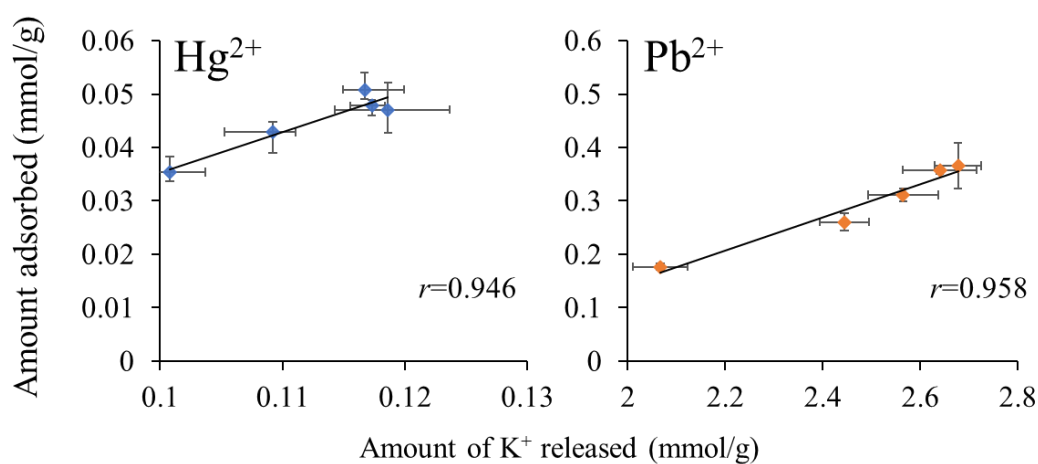 Amount adsorbed (mmol/g)
Hg²⁺
0.06
0.05
0.04
0.03
0.02
0.01
0
r=0.946
0.1 0.11 0.12 0.13
Pb²⁺
0.6
0.5
0.4
0.3
0.2
0.1
0
r=0.958
2 2.2 2.4 2.6 2.8
Amount of K⁺ released (mmol/g)